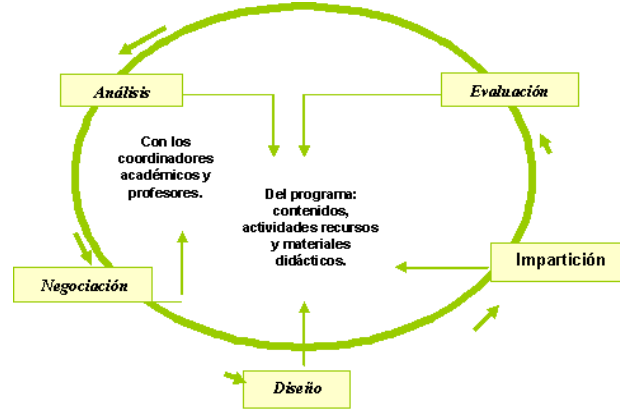 Análisis
Evaluación
Con los
coordinadores
académicos y
profesores.
Del programa:
contenidos,
actividades recursos
y materiales
didácticos.
Impartición
Negociación
Diseño